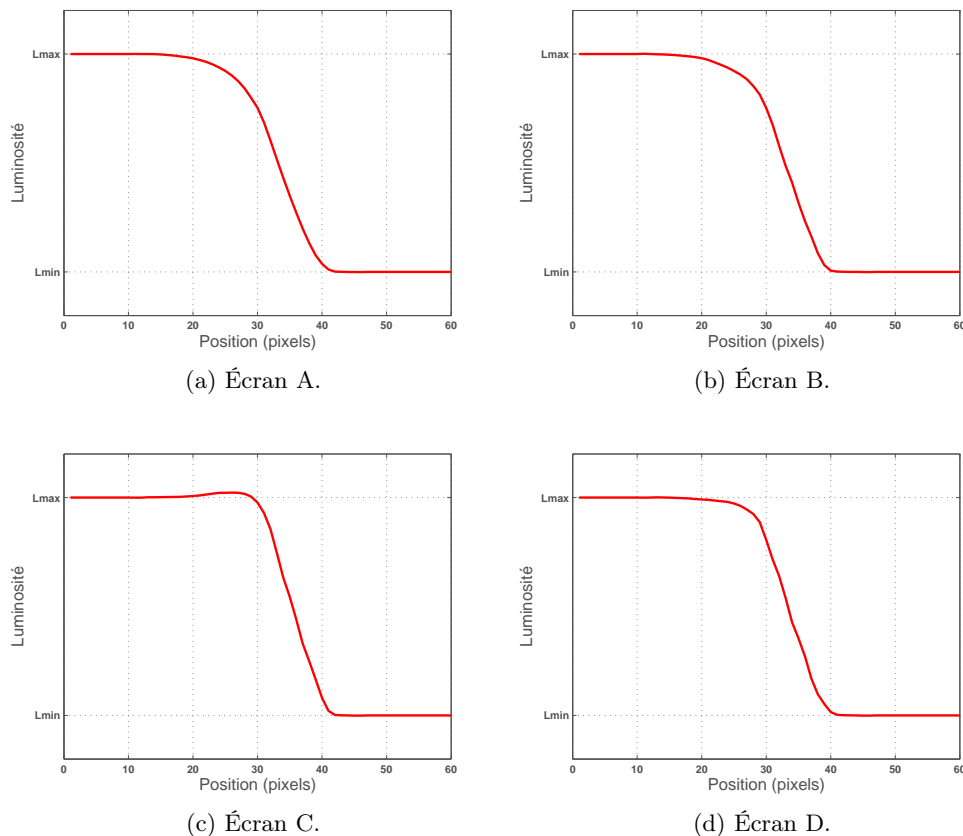 Lmax
Luminosité
Lmin
0 10 20 30 40 50 60
Position (pixels)
(a) Écran A.
Lmax
Luminosité
Lmin
0 10 20 30 40 50 60
Position (pixels)
(b) Écran B.
Lmax
Luminosité
Lmin
0 10 20 30 40 50 60
Position (pixels)
(c) Écran C.
Lmax
Luminosité
Lmin
0 10 20 30 40 50 60
Position (pixels)
(d) Écran D.